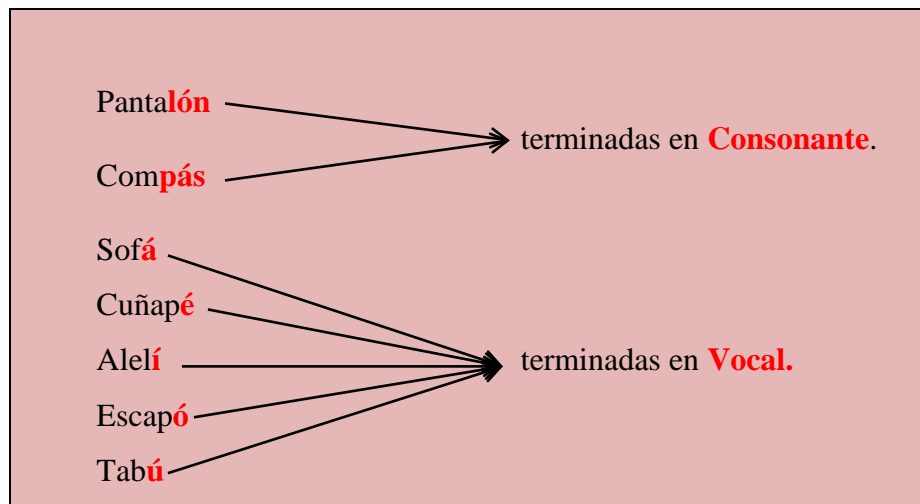 Pantalón
terminadas en Consonante.
Compás
Sofá
Cuñapé
Alelí
terminadas en Vocal.
Escapó
Tabú